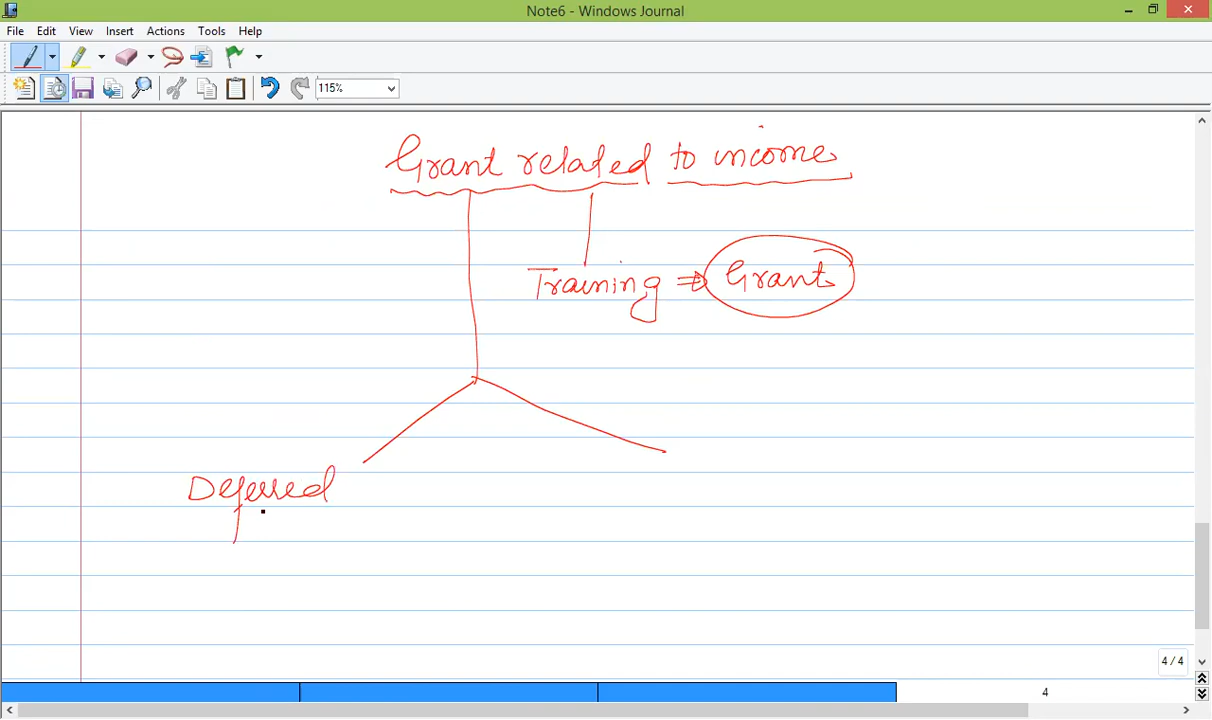 Note6 - Windows Journal
File Edit View Insert Actions Tools Help
115%
Grant related to income
Training ⇒ Grant
Deferred
4 / 4
4